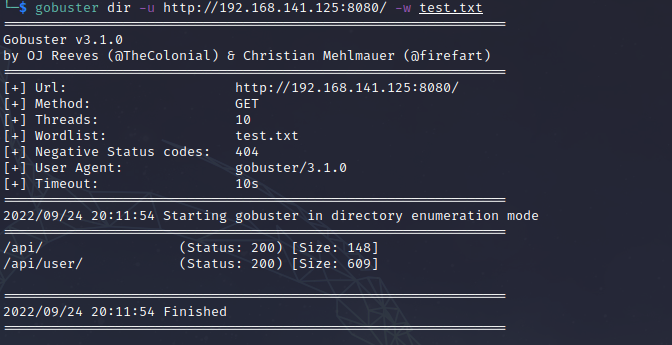 └─$ gobuster dir -u http://192.168.141.125:8080/ -w test.txt
===============================================================
Gobuster v3.1.0
by OJ Reeves (@TheColonial) & Christian Mehlmauer (@firefart)
===============================================================
[+] Url:                     http://192.168.141.125:8080/
[+] Method:                  GET
[+] Threads:                 10
[+] Wordlist:                test.txt
[+] Negative Status codes:   404
[+] User Agent:              gobuster/3.1.0
[+] Timeout:                 10s
===============================================================
2022/09/24 20:11:54 Starting gobuster in directory enumeration mode
===============================================================
/api/                 (Status: 200) [Size: 148]
/api/user/            (Status: 200) [Size: 609]
===============================================================
2022/09/24 20:11:54 Finished
===============================================================